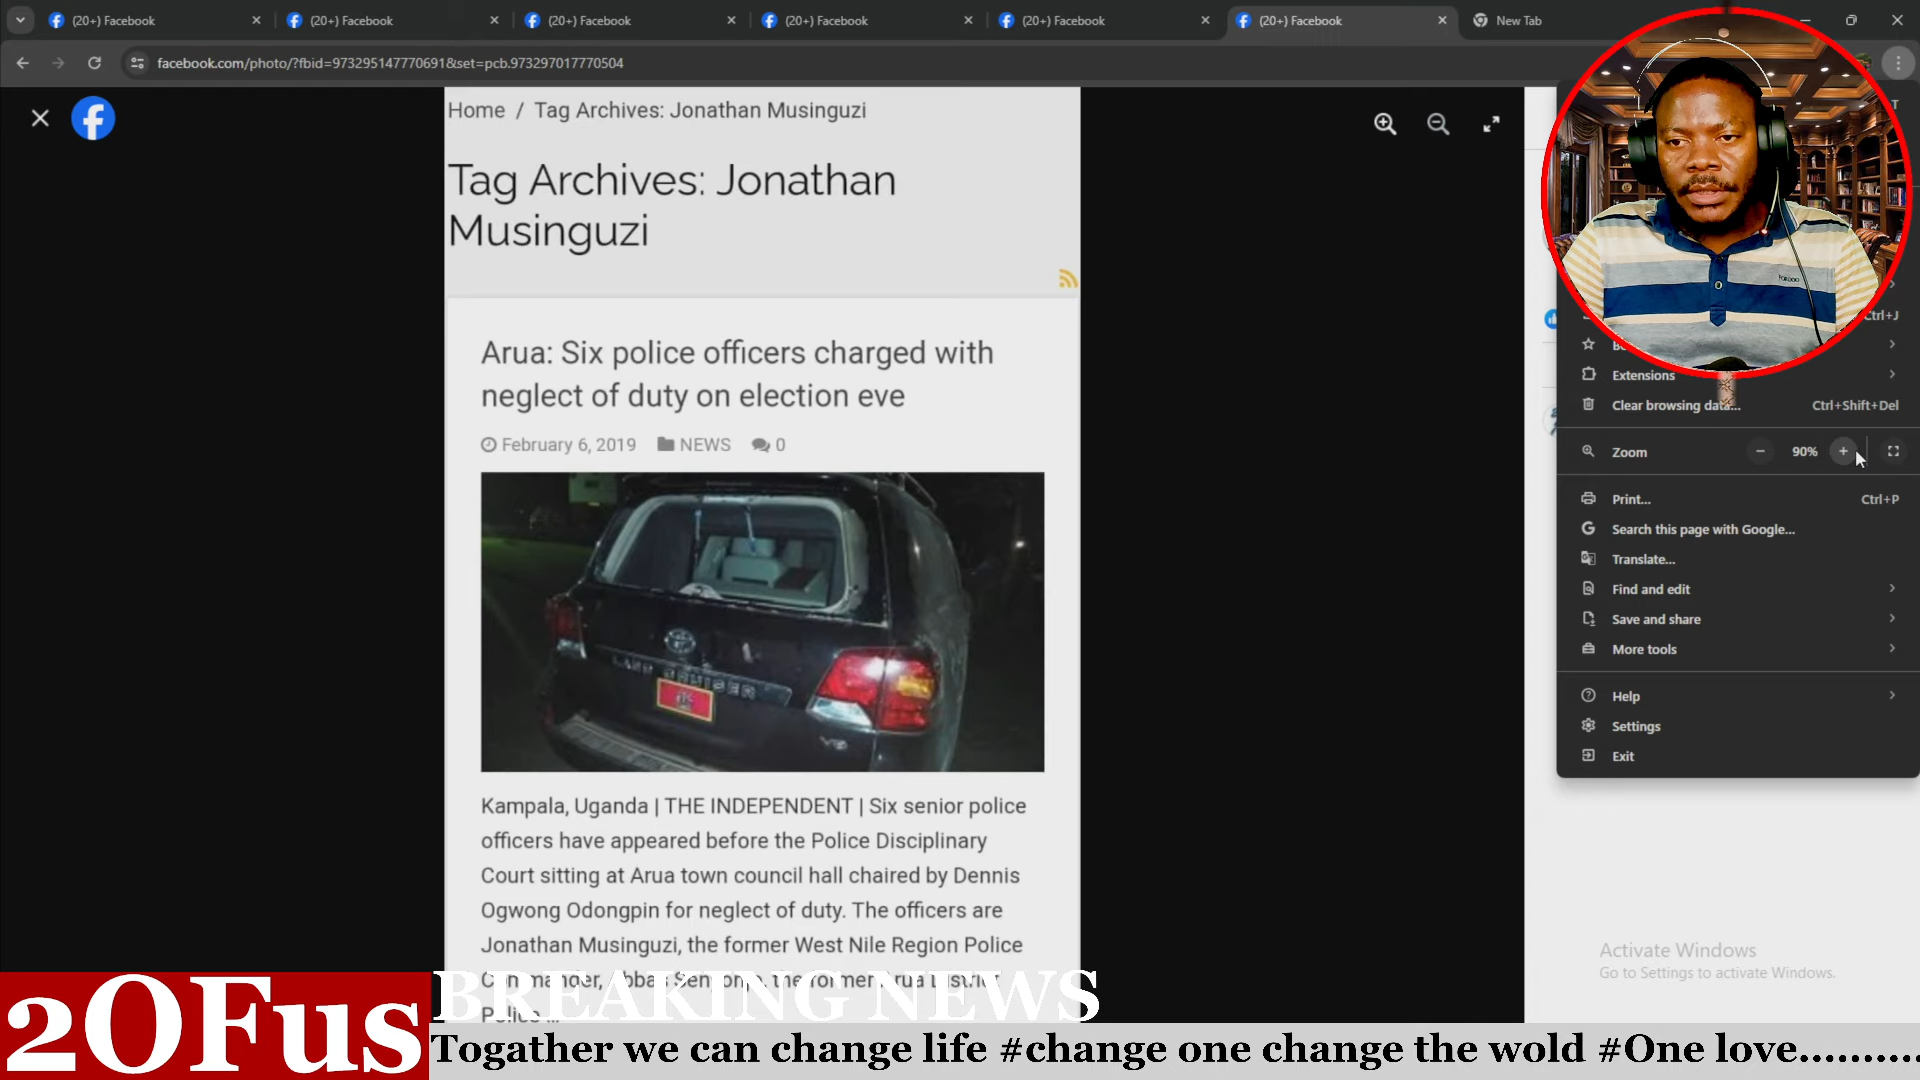 (20+) Facebook
(20+) Facebook
(20+) Facebook
(20+) Facebook
(20+) Facebook
(20+) Facebook
New Tab
facebook.com/photo/?fbid=973295147770691&set=pcb.973297017770504
Home / Tag Archives: Jonathan Musinguzi
Tag Archives: Jonathan
Musinguzi
Arua: Six police officers charged with
neglect of duty on election eve
February 6, 2019 NEWS 0
LAND CRUISER
V8
Kampala, Uganda | THE INDEPENDENT | Six senior police
officers have appeared before the Police Disciplinary
Court sitting at Arua town council hall chaired by Dennis
Ogwong Odongpin for neglect of duty. The officers are
Jonathan Musinguzi, the former West Nile Region Police
the former Arua District
Police ...
T
Ctrl+J
Extensions
Clear browsing data... Ctrl+Shift+Del
Zoom - 90% +
Print... Ctrl+P
Search this page with Google...
Translate...
Find and edit
Save and share
More tools
Help
Settings
Exit
Activate Windows
Go to Settings to activate Windows.
2OFus
BREAKING NEWS
Togather we can change life #change one change the wold #One love..........